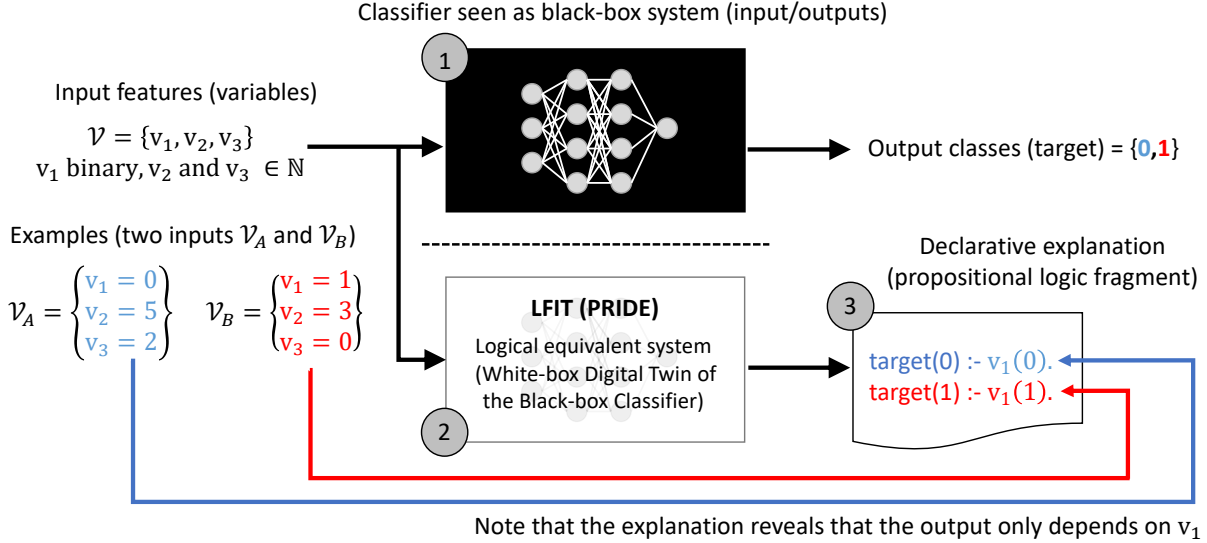 Classifier seen as black-box system (input/outputs)
1
Input features (variables)
𝒱 = {v₁, v₂, v₃}
v₁ binary, v₂ and v₃ ∈ ℕ
Output classes (target) = {0,1}
Examples (two inputs 𝒱_A and 𝒱_B)
𝒱_A = { v₁ = 0
v₂ = 5
v₃ = 2 }
𝒱_B = { v₁ = 1
v₂ = 3
v₃ = 0 }
LFIT (PRIDE)
Logical equivalent system
(White-box Digital Twin of
the Black-box Classifier)
2
Declarative explanation
(propositional logic fragment)
3
target(0) :- v₁(0).
target(1) :- v₁(1).
Note that the explanation reveals that the output only depends on v₁